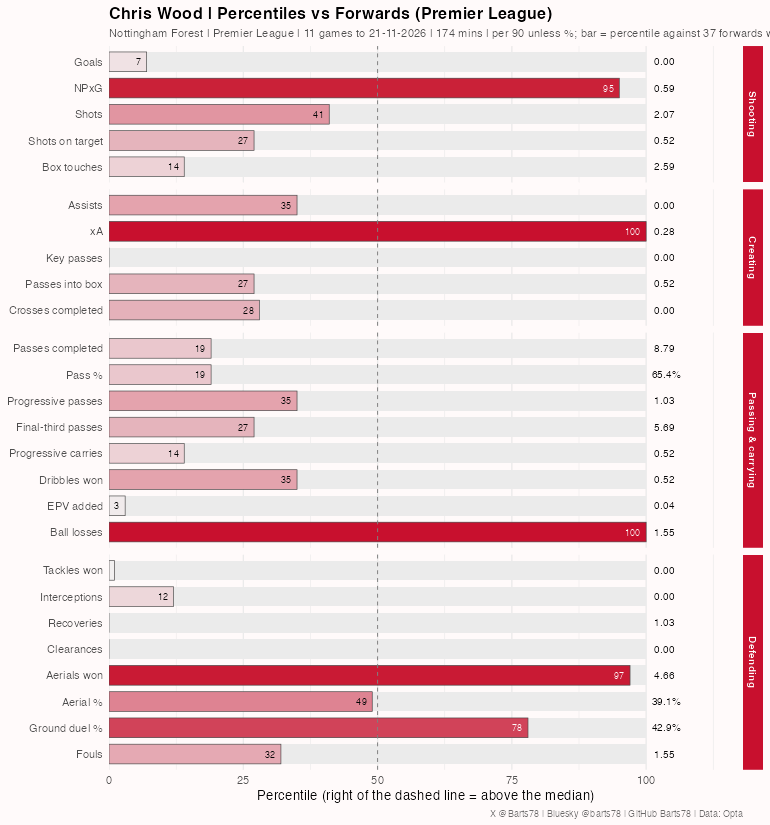 Chris Wood | Percentiles vs Forwards (Premier League)
Nottingham Forest | Premier League | 11 games to 21-11-2026 | 174 mins | per 90 unless %; bar = percentile against 37 forwards
Goals 7 0.00
NPxG 95 0.59
Shots 41 2.07
Shots on target 27 0.52
Box touches 14 2.59
Shooting
Assists 35 0.00
xA 100 0.28
Key passes 0.00
Passes into box 27 0.52
Crosses completed 28 0.00
Creating
Passes completed 19 8.79
Pass % 19 65.4%
Progressive passes 35 1.03
Final-third passes 27 5.69
Progressive carries 14 0.52
Dribbles won 35 0.52
EPV added 3 0.04
Ball losses 100 1.55
Passing & carrying
Tackles won 0.00
Interceptions 12 0.00
Recoveries 1.03
Clearances 0.00
Aerials won 97 4.66
Aerial % 49 39.1%
Ground duel % 78 42.9%
Fouls 32 1.55
Defending
0 25 50 75 100
Percentile (right of the dashed line = above the median)
X @Barts78 | Bluesky @barts78 | GitHub Barts78 | Data: Opta